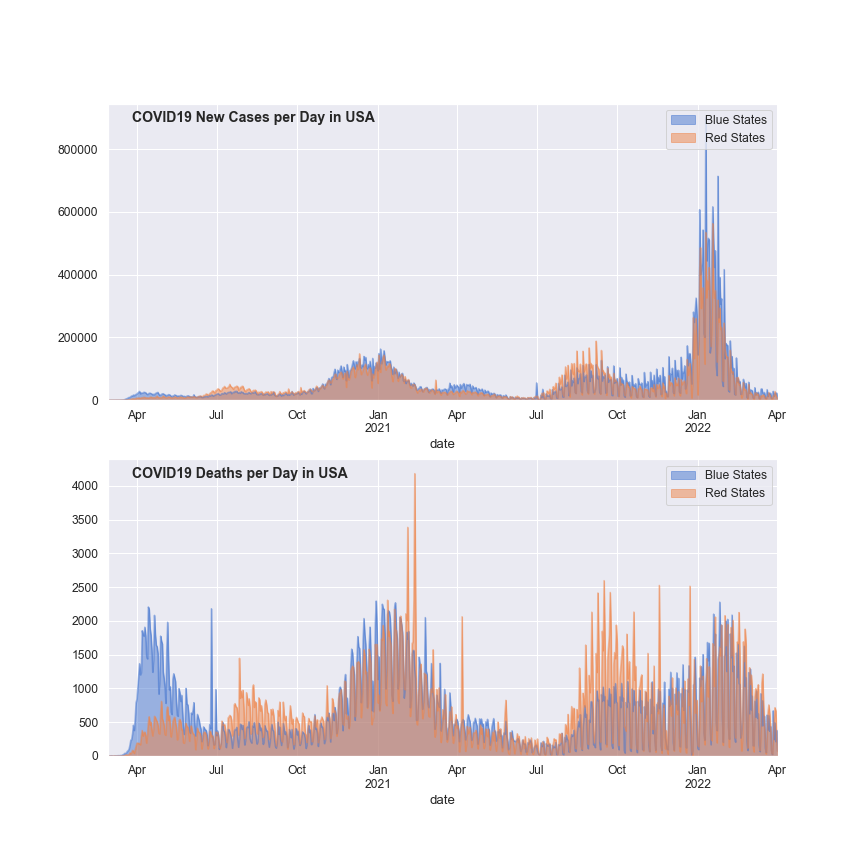 COVID19 New Cases per Day in USA
Blue States
Red States
800000
600000
400000
200000
0
Apr Jul Oct Jan Apr Jul Oct Jan Apr
2021 2022
date
COVID19 Deaths per Day in USA
Blue States
Red States
4000
3500
3000
2500
2000
1500
1000
500
0
Apr Jul Oct Jan Apr Jul Oct Jan Apr
2021 2022
date